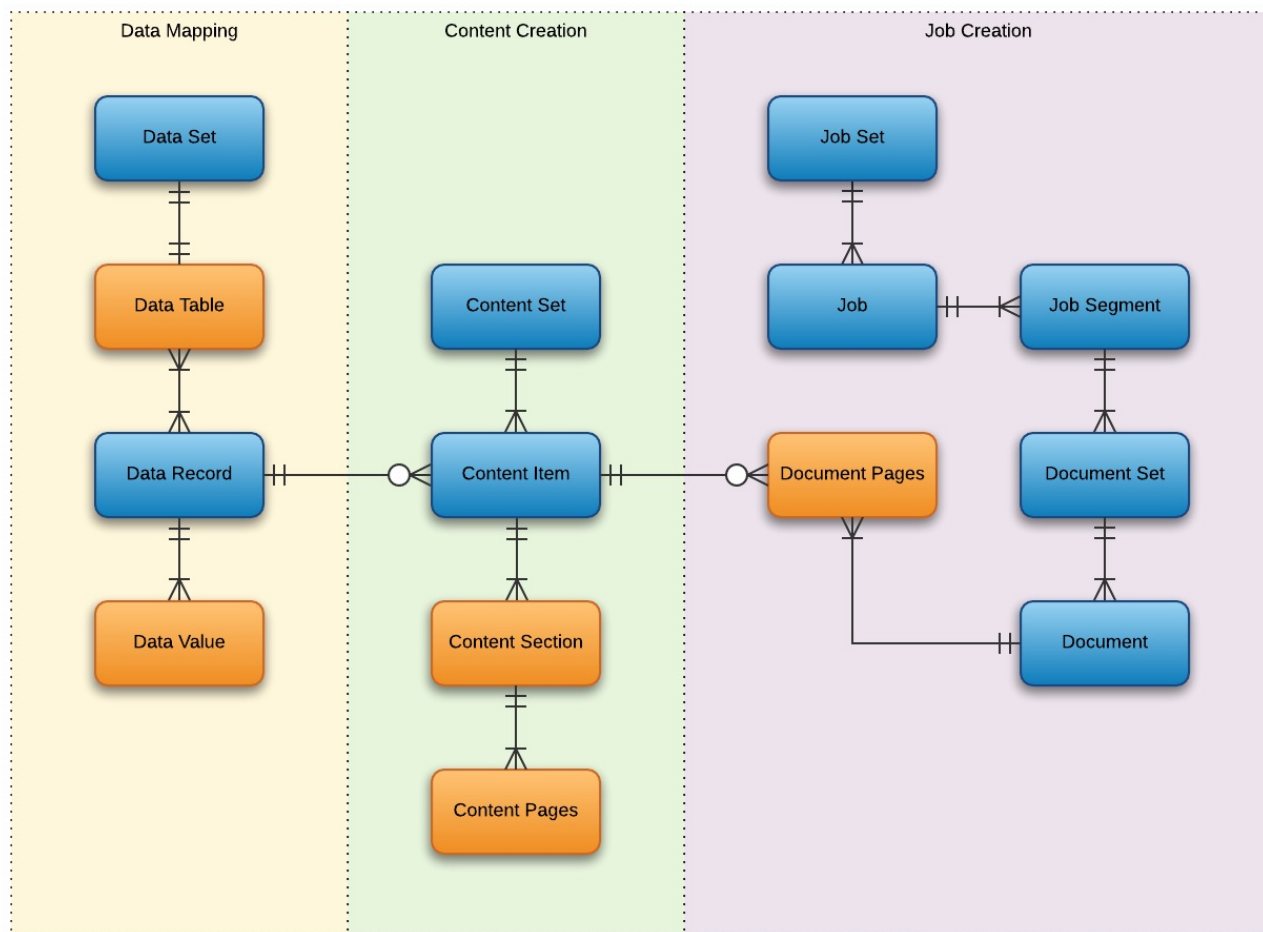 Data Mapping
Content Creation
Job Creation
Data Set
Job Set
Data Table
Content Set
Job
Job Segment
Data Record
Content Item
Document Pages
Document Set
Data Value
Content Section
Document
Content Pages